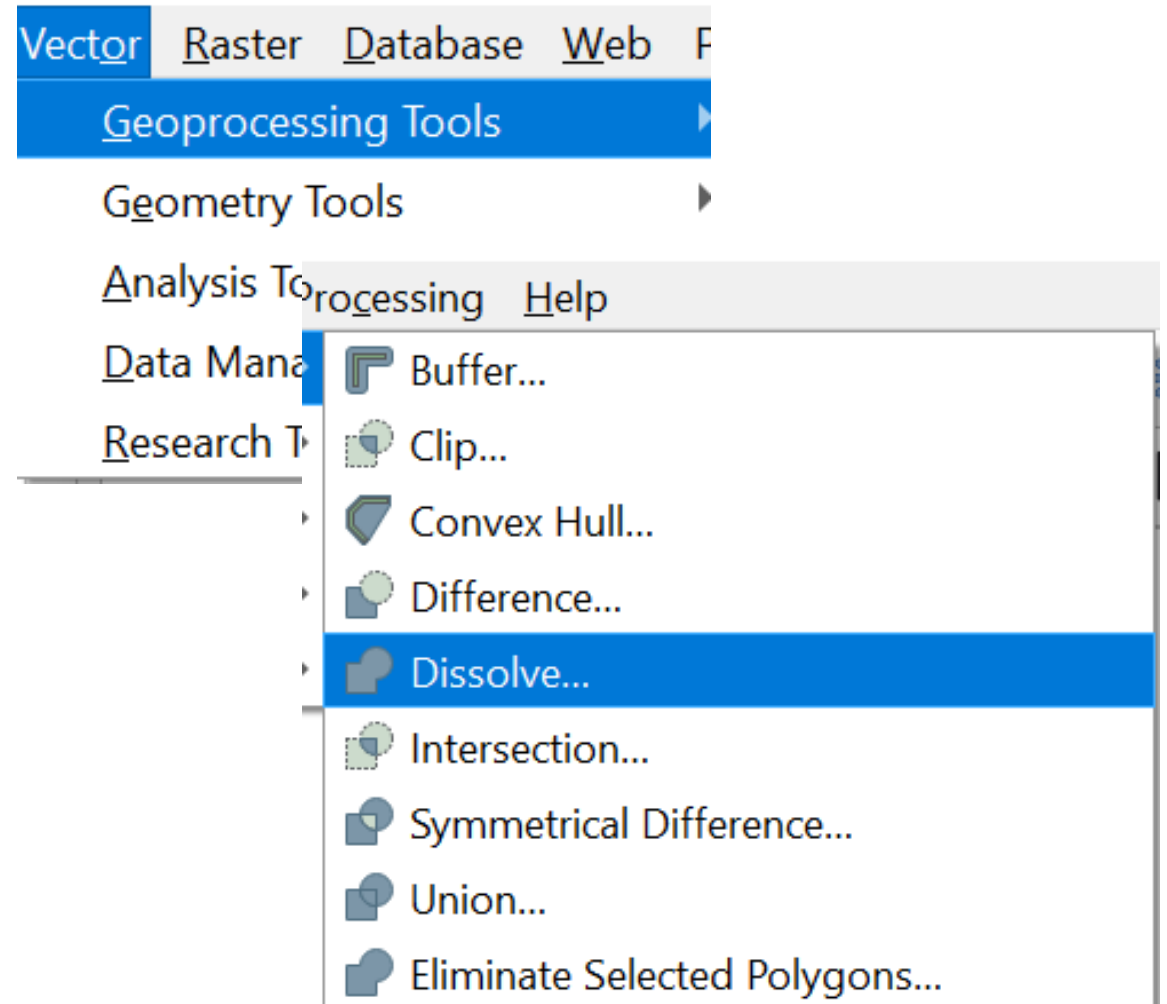 Vector Raster Database Web P
Geoprocessing Tools
Geometry Tools
Analysis To
Data Mana
Research T
rocessing Help
Buffer...
Clip...
Convex Hull...
Difference...
Dissolve...
Intersection...
Symmetrical Difference...
Union...
Eliminate Selected Polygons...